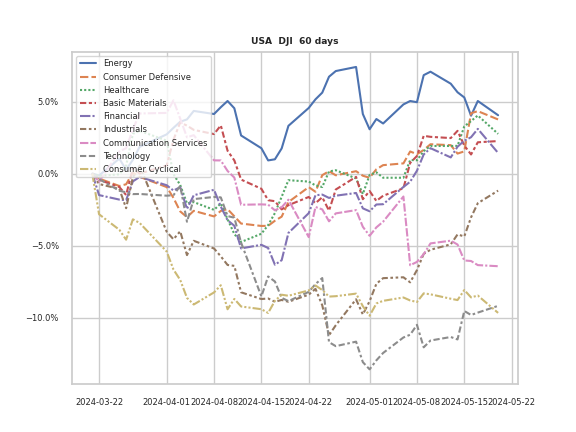 USA DJI 60 days
Energy
Consumer Defensive
Healthcare
Basic Materials
Financial
Industrials
Communication Services
Technology
Consumer Cyclical
5.0%
0.0%
−5.0%
−10.0%
2024-03-22 2024-04-01 2024-04-08 2024-04-15 2024-04-22 2024-05-01 2024-05-08 2024-05-15 2024-05-22